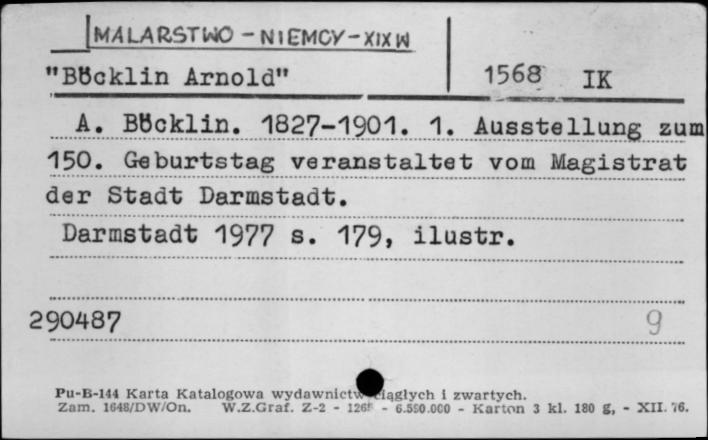 MALARSTWO - NIEMCY - XIX W
"Böcklin Arnold" 1568 IK
A. Böcklin. 1827-1901. 1. Ausstellung zum
150. Geburtstag veranstaltet vom Magistrat
der Stadt Darmstadt.
Darmstadt 1977 s. 179, ilustr.
290487 9
Pu-B-144 Karta Katalogowa wydawnictw ciągłych i zwartych.
Zam. 1648/DW/On. W.Z.Graf. Z-2 - - 6.550.000 - Karton 3 kl. 180 g, - XII. 76.